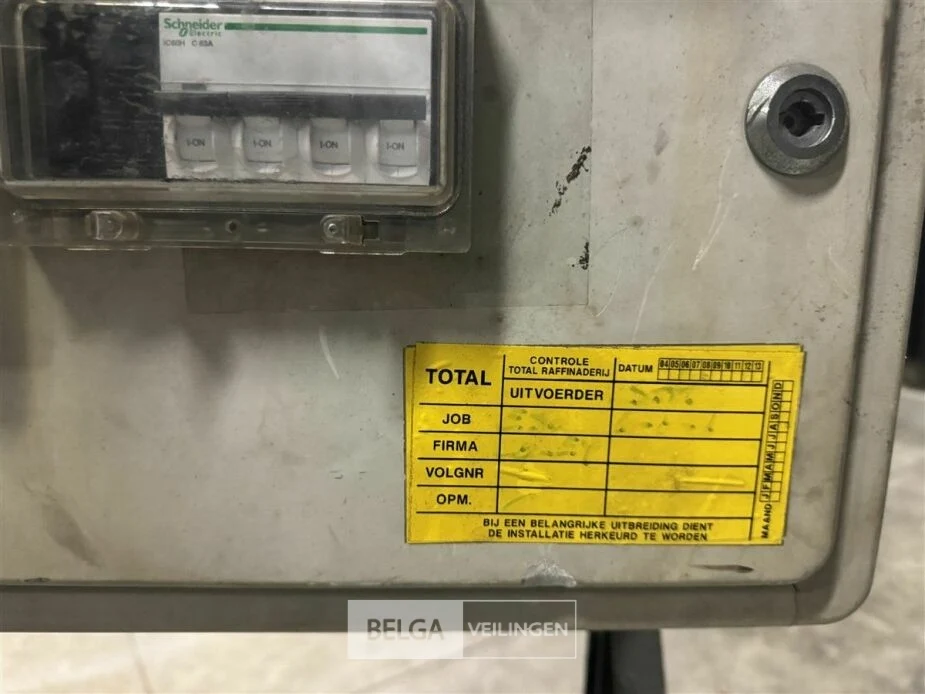 Schneider
Electric
iC60H C 63A
I-ON I-ON I-ON I-ON
TOTAL
CONTROLE
TOTAL RAFFINADERIJ
DATUM
04 05 06 07 08 09 10 11 12 13
UITVOERDER
JOB
FIRMA
VOLGNR
OPM.
MAAND J F M A M J J A S O N D
BIJ EEN BELANGRIJKE UITBREIDING DIENT
DE INSTALLATIE HERKEURD TE WORDEN
BELGA VEILINGEN